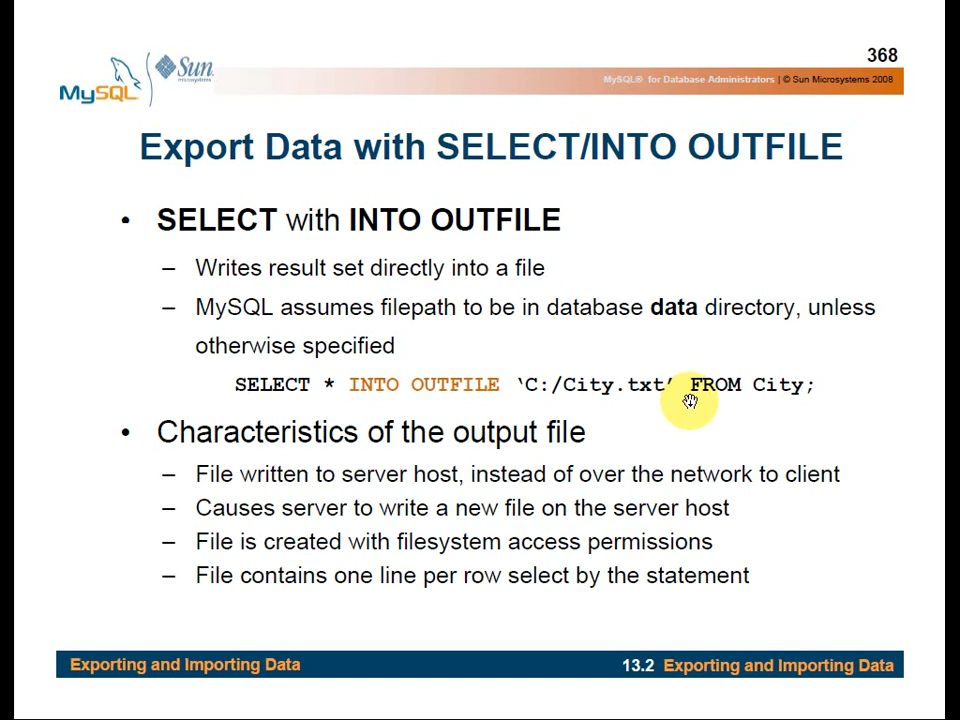 368
MySQL
Sun
microsystems
MySQL® for Database Administrators | © Sun Microsystems 2008
Export Data with SELECT/INTO OUTFILE
• SELECT with INTO OUTFILE
– Writes result set directly into a file
– MySQL assumes filepath to be in database data directory, unless
otherwise specified
SELECT * INTO OUTFILE ‘C:/City.txt’ FROM City;
• Characteristics of the output file
– File written to server host, instead of over the network to client
– Causes server to write a new file on the server host
– File is created with filesystem access permissions
– File contains one line per row select by the statement
Exporting and Importing Data
13.2 Exporting and Importing Data